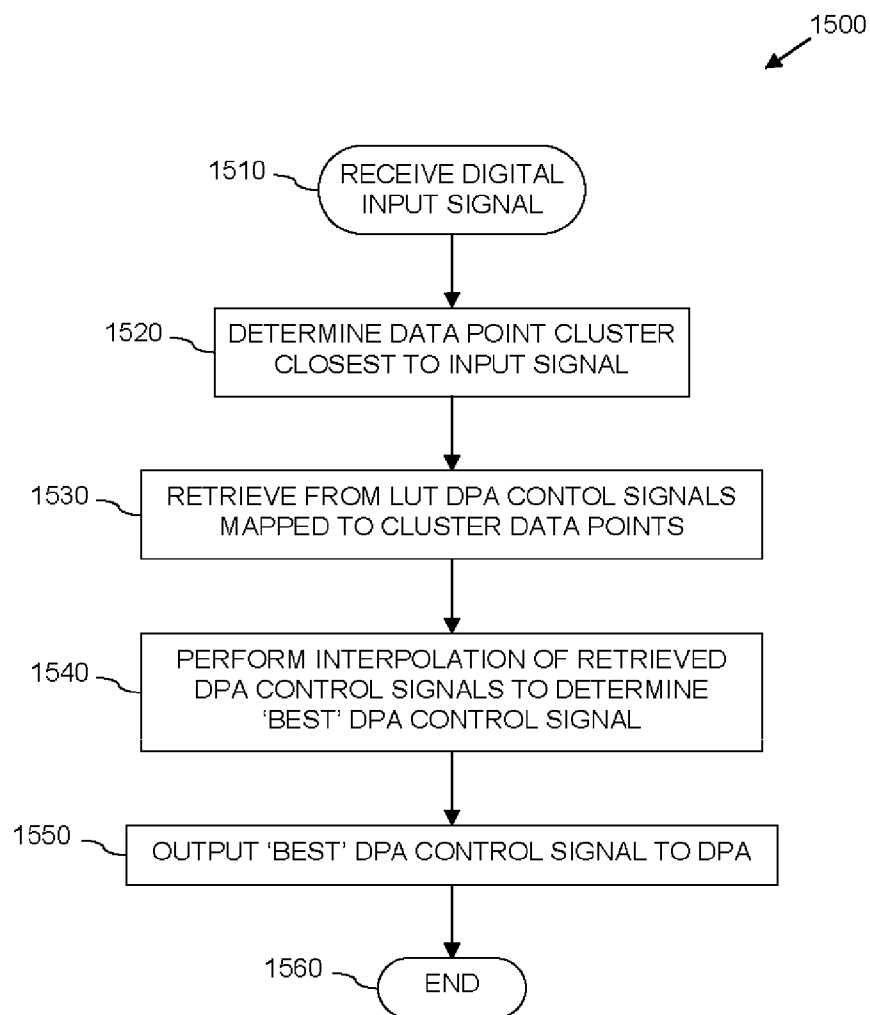 1500
1510
RECEIVE DIGITAL
INPUT SIGNAL
1520
DETERMINE DATA POINT CLUSTER
CLOSEST TO INPUT SIGNAL
1530
RETRIEVE FROM LUT DPA CONTOL SIGNALS
MAPPED TO CLUSTER DATA POINTS
1540
PERFORM INTERPOLATION OF RETRIEVED
DPA CONTROL SIGNALS TO DETERMINE
‘BEST’ DPA CONTROL SIGNAL
1550
OUTPUT ‘BEST’ DPA CONTROL SIGNAL TO DPA
1560
END